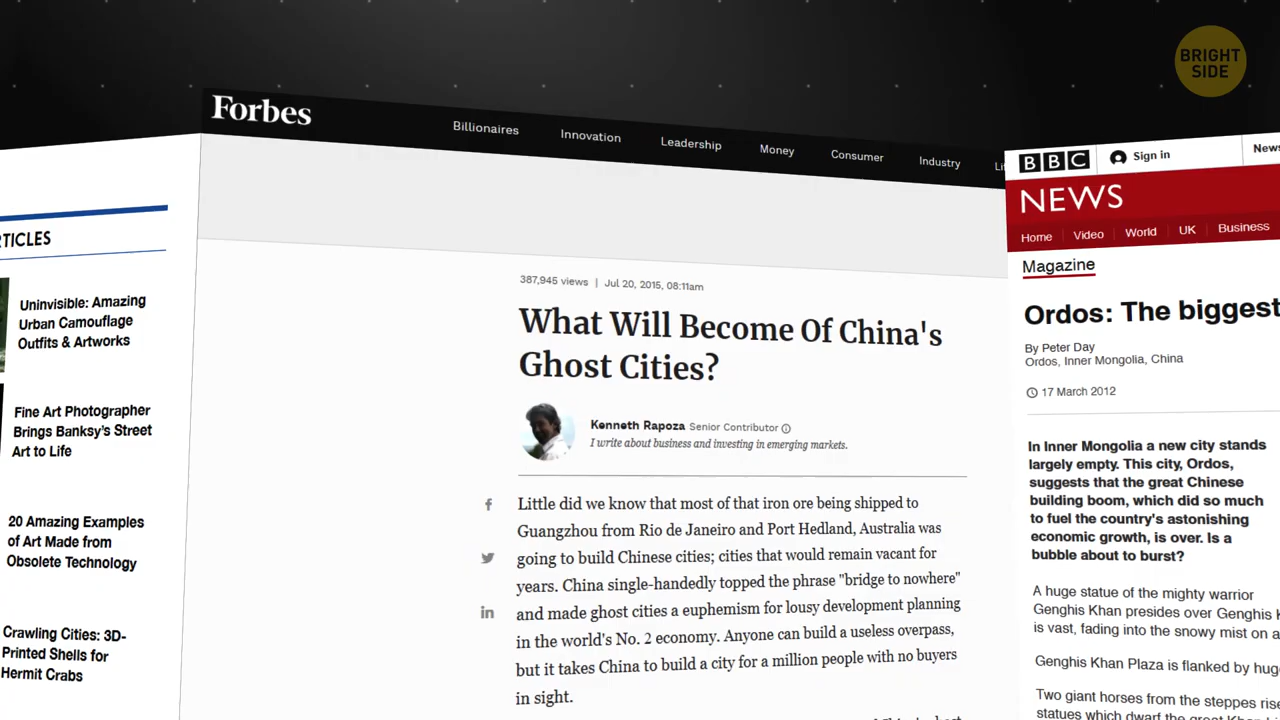 BRIGHT
SIDE
TICLES
Uninvisible: Amazing
Urban Camouflage
Outfits & Artworks
Fine Art Photographer
Brings Banksy's Street
Art to Life
20 Amazing Examples
of Art Made from
Obsolete Technology
Crawling Cities: 3D-
Printed Shells for
Hermit Crabs
Forbes
Billionaires Innovation Leadership Money Consumer Industry
387,945 views | Jul 20, 2015, 08:11am
What Will Become Of China's
Ghost Cities?
Kenneth Rapoza Senior Contributor
I write about business and investing in emerging markets.
Little did we know that most of that iron ore being shipped to
Guangzhou from Rio de Janeiro and Port Hedland, Australia was
going to build Chinese cities; cities that would remain vacant for
years. China single-handedly topped the phrase "bridge to nowhere"
and made ghost cities a euphemism for lousy development planning
in the world's No. 2 economy. Anyone can build a useless overpass,
but it takes China to build a city for a million people with no buyers
in sight.
BBC Sign in News
NEWS
Home Video World UK Business
Magazine
Ordos: The biggest
By Peter Day
Ordos, Inner Mongolia, China
17 March 2012
In Inner Mongolia a new city stands
largely empty. This city, Ordos,
suggests that the great Chinese
building boom, which did so much
to fuel the country's astonishing
economic growth, is over. Is a
bubble about to burst?
A huge statue of the mighty warrior
Genghis Khan presides over Genghis
is vast, fading into the snowy mist on a
Genghis Khan Plaza is flanked by hug
Two giant horses from the steppes rise
statues which dwarf the great Khan